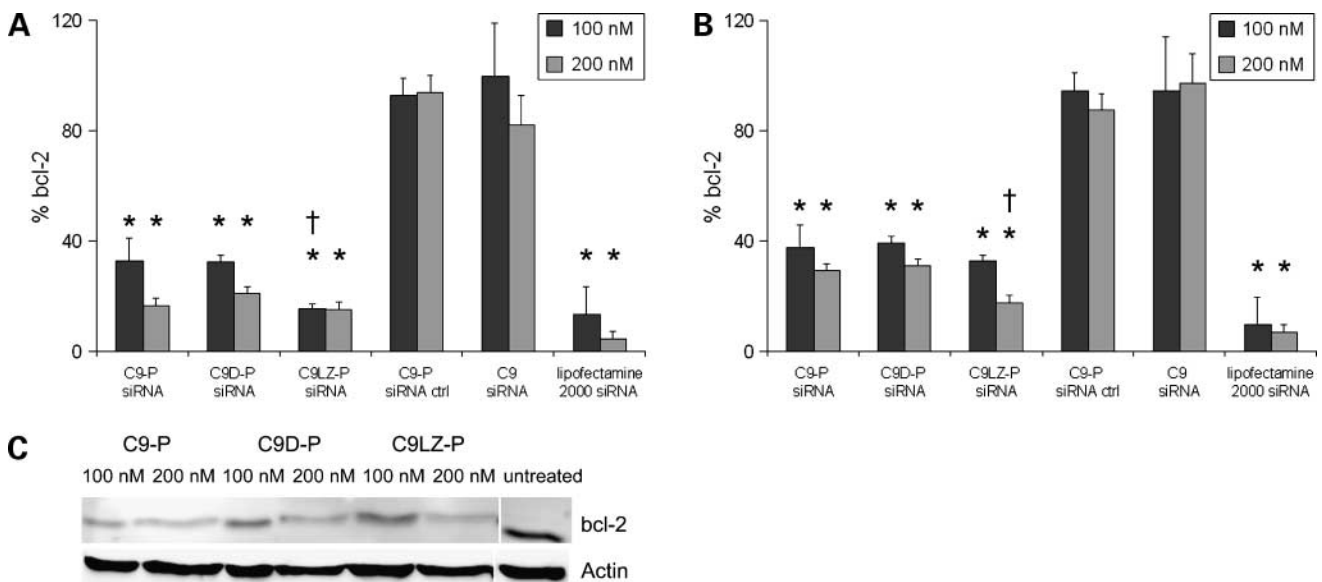 A
120
80
40
0
% bcl-2
100 nM
200 nM
* * * * † * * * *
C9-P siRNA
C9D-P siRNA
C9LZ-P siRNA
C9-P siRNA ctrl
C9 siRNA
lipofectamine 2000 siRNA
B
120
80
40
0
% bcl-2
100 nM
200 nM
* * * * * † * * *
C9-P siRNA
C9D-P siRNA
C9LZ-P siRNA
C9-P siRNA ctrl
C9 siRNA
lipofectamine 2000 siRNA
C
C9-P C9D-P C9LZ-P
100 nM 200 nM 100 nM 200 nM 100 nM 200 nM untreated
bcl-2
Actin